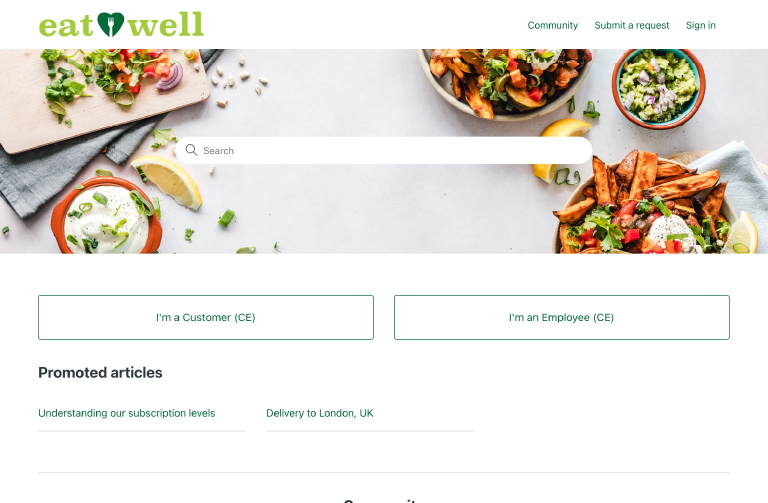 eat well
Community Submit a request Sign in
Search
I'm a Customer (CE) I'm an Employee (CE)
Promoted articles
Understanding our subscription levels Delivery to London, UK